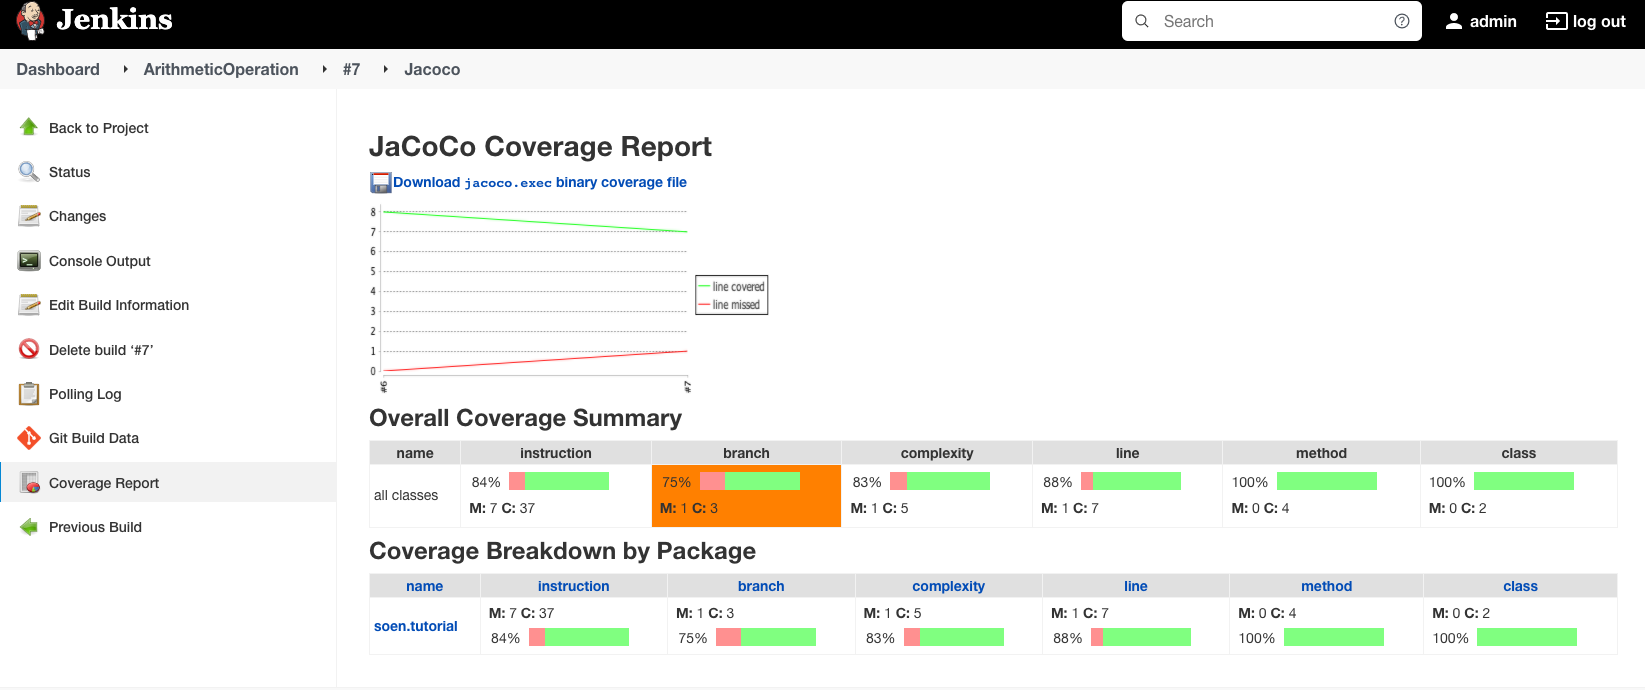 Jenkins
Search
admin
log out
Dashboard
ArithmeticOperation
#7
Jacoco
Back to Project
Status
Changes
Console Output
Edit Build Information
Delete build ‘#7’
Polling Log
Git Build Data
Coverage Report
Previous Build
JaCoCo Coverage Report
Download jacoco.exec binary coverage file
8
7
6
5
4
3
2
1
0
#6
#7
line covered
line missed
Overall Coverage Summary
name instruction branch complexity line method class
all classes
84% 75% 83% 88% 100% 100%
M: 7 C: 37 M: 1 C: 3 M: 1 C: 5 M: 1 C: 7 M: 0 C: 4 M: 0 C: 2
Coverage Breakdown by Package
name instruction branch complexity line method class
soen.tutorial
M: 7 C: 37 M: 1 C: 3 M: 1 C: 5 M: 1 C: 7 M: 0 C: 4 M: 0 C: 2
84% 75% 83% 88% 100% 100%